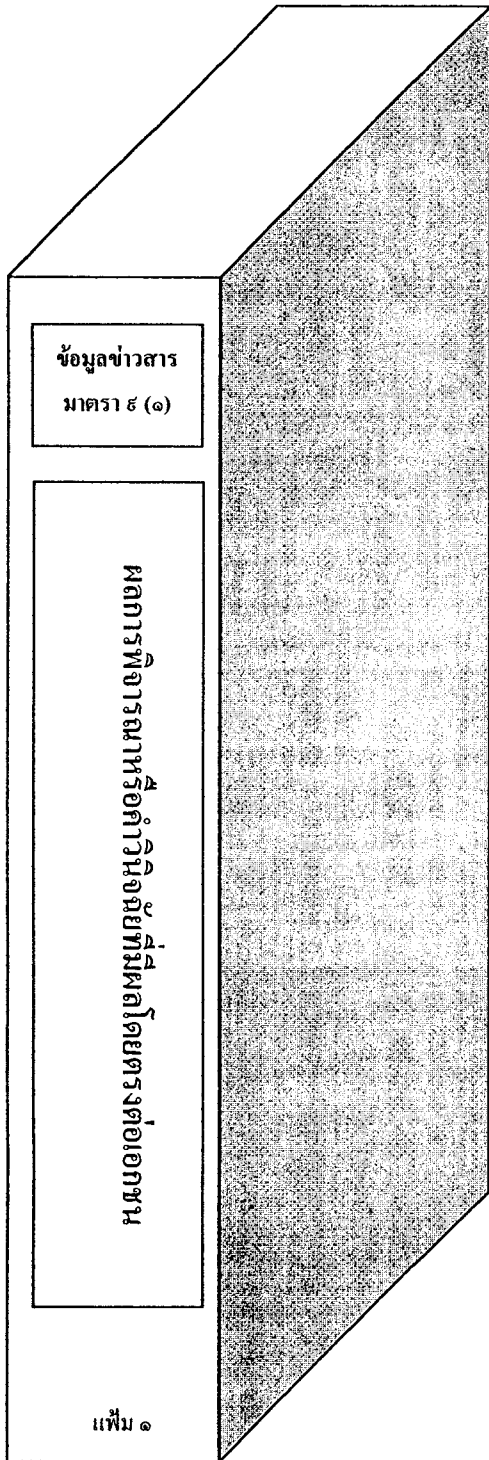 ข้อมูลข่าวสาร
มาตรา ๙ (๑)
ผลการพิจารณาหรือคำวินิจฉัยที่มีผลโดยตรงต่อเอกชน
แฟ้ม ๑